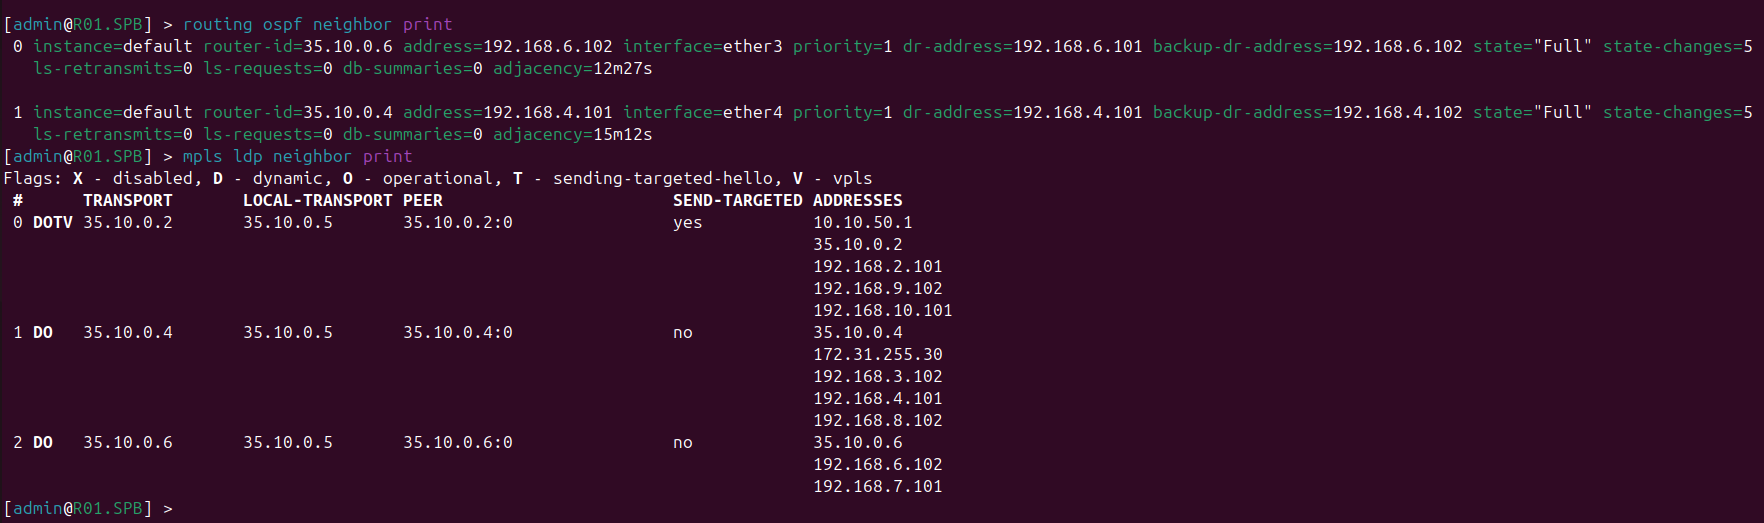 [admin@R01.SPB] > routing ospf neighbor print
 0 instance=default router-id=35.10.0.6 address=192.168.6.102 interface=ether3 priority=1 dr-address=192.168.6.101 backup-dr-address=192.168.6.102 state="Full" state-changes=5
   ls-retransmits=0 ls-requests=0 db-summaries=0 adjacency=12m27s

 1 instance=default router-id=35.10.0.4 address=192.168.4.101 interface=ether4 priority=1 dr-address=192.168.4.101 backup-dr-address=192.168.4.102 state="Full" state-changes=5
   ls-retransmits=0 ls-requests=0 db-summaries=0 adjacency=15m12s
[admin@R01.SPB] > mpls ldp neighbor print
Flags: X - disabled, D - dynamic, O - operational, T - sending-targeted-hello, V - vpls
 #      TRANSPORT       LOCAL-TRANSPORT PEER                       SEND-TARGETED ADDRESSES
 0 DOTV 35.10.0.2       35.10.0.5       35.10.0.2:0                yes           10.10.50.1
                                                                                 35.10.0.2
                                                                                 192.168.2.101
                                                                                 192.168.9.102
                                                                                 192.168.10.101
 1 DO   35.10.0.4       35.10.0.5       35.10.0.4:0                no            35.10.0.4
                                                                                 172.31.255.30
                                                                                 192.168.3.102
                                                                                 192.168.4.101
                                                                                 192.168.8.102
 2 DO   35.10.0.6       35.10.0.5       35.10.0.6:0                no            35.10.0.6
                                                                                 192.168.6.102
                                                                                 192.168.7.101
[admin@R01.SPB] >